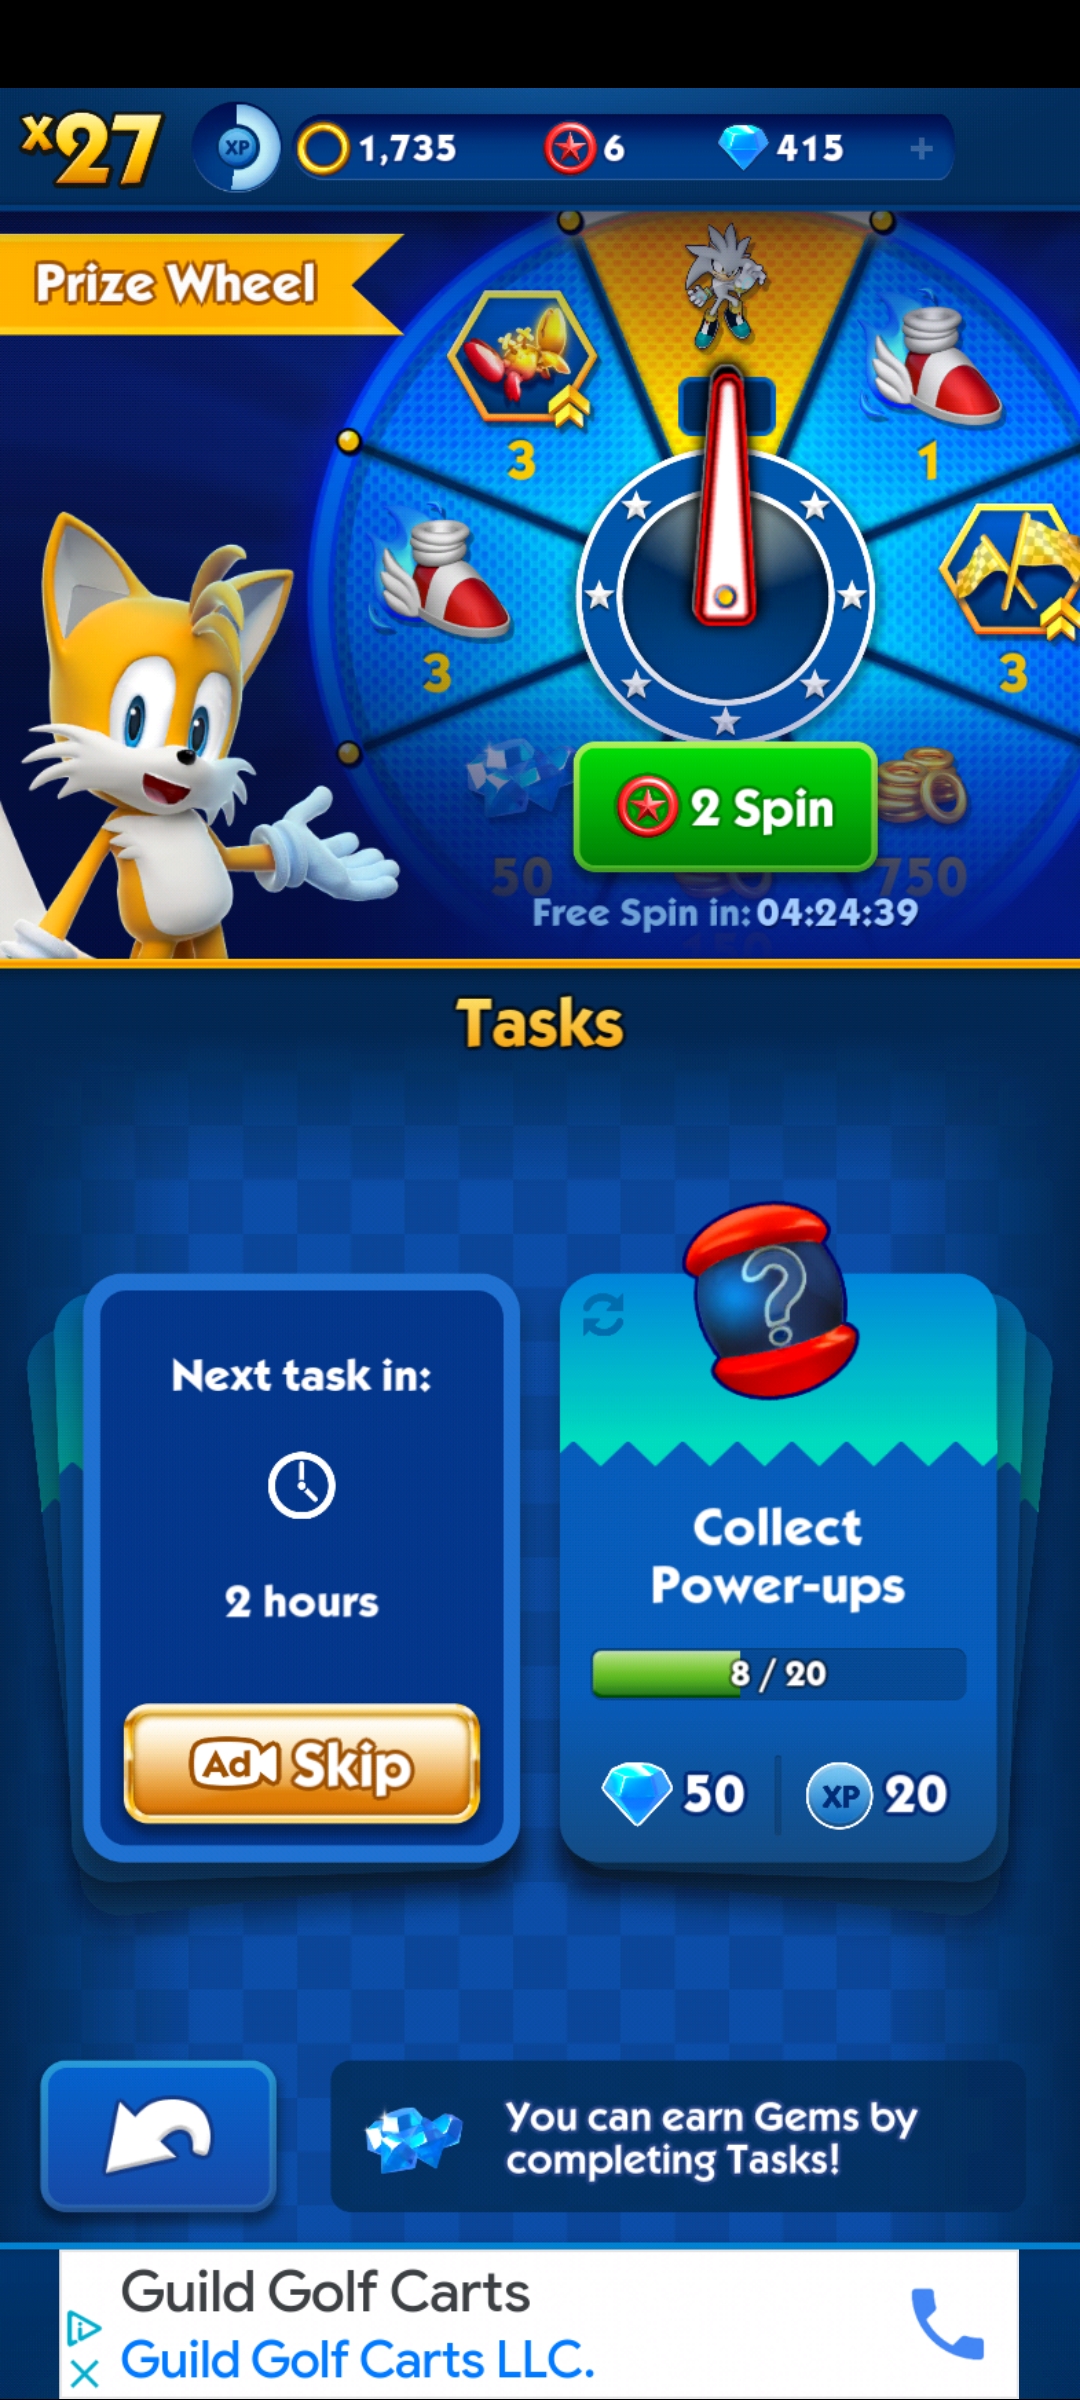 x27
XP
1,735
6
415
+
Prize Wheel
3
1
3
3
2 Spin
50
750
Free Spin in: 04:24:39
Tasks
Next task in:
2 hours
Ad Skip
?
Collect
Power-ups
8 / 20
50
XP 20
You can earn Gems by
completing Tasks!
Guild Golf Carts
Guild Golf Carts LLC.